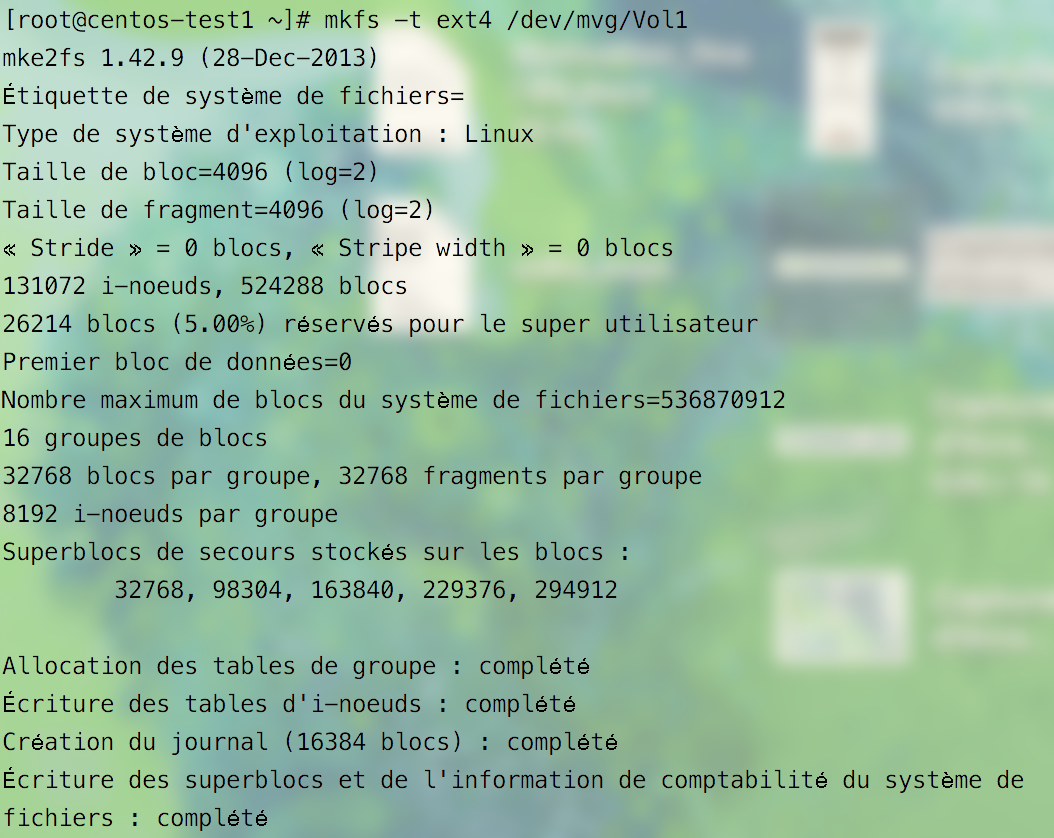 [root@centos-test1 ~]# mkfs -t ext4 /dev/mvg/Vol1
mke2fs 1.42.9 (28-Dec-2013)
Étiquette de système de fichiers=
Type de système d'exploitation : Linux
Taille de bloc=4096 (log=2)
Taille de fragment=4096 (log=2)
« Stride » = 0 blocs, « Stripe width » = 0 blocs
131072 i-noeuds, 524288 blocs
26214 blocs (5.00%) réservés pour le super utilisateur
Premier bloc de données=0
Nombre maximum de blocs du système de fichiers=536870912
16 groupes de blocs
32768 blocs par groupe, 32768 fragments par groupe
8192 i-noeuds par groupe
Superblocs de secours stockés sur les blocs :
32768, 98304, 163840, 229376, 294912
Allocation des tables de groupe : complété
Écriture des tables d'i-noeuds : complété
Création du journal (16384 blocs) : complété
Écriture des superblocs et de l'information de comptabilité du système de
fichiers : complété